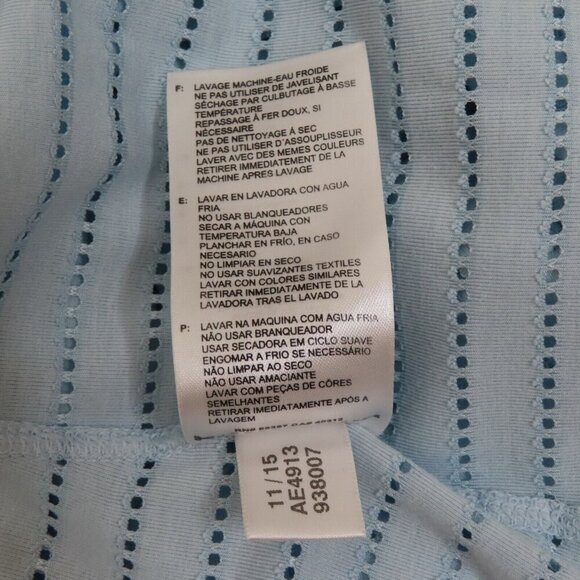 F: LAVAGE MACHINE-EAU FROIDE
NE PAS UTILISER DE JAVELISANT
SÉCHAGE PAR CULBUTAGE À BASSE
TEMPÉRATURE
REPASSAGE À FER DOUX, SI
NÉCESSAIRE
PAS DE NETTOYAGE À SEC
NE PAS UTILISER D'ASSOUPLISSEUR
LAVER AVEC DES MEMES COULEURS
RETIRER IMMEDIATEMENT DE LA
MACHINE APRES LAVAGE
E: LAVAR EN LAVADORA CON AGUA
FRIA
NO USAR BLANQUEADORES
SECAR A MÁQUINA CON
TEMPERATURA BAJA
PLANCHAR EN FRÍO, EN CASO
NECESARIO
NO LIMPIAR EN SECO
NO USAR SUAVIZANTES TEXTILES
LAVAR CON COLORES SIMILARES
RETIRAR INMEDIATAMENTE DE LA
LAVADORA TRAS EL LAVADO
P: LAVAR NA MAQUINA COM AGUA FRIA
NÃO USAR BRANQUEADOR
USAR SECADORA EM CICLO SUAVE
ENGOMAR A FRIO SE NECESSÁRIO
NÃO LIMPAR AO SECO
NÃO USAR AMACIANTE
LAVAR COM PEÇAS DE CÔRES
SEMELHANTES
RETIRAR IMEDIATAMENTE APÓS A
LAVAGEM
11/15
AE4913
938007